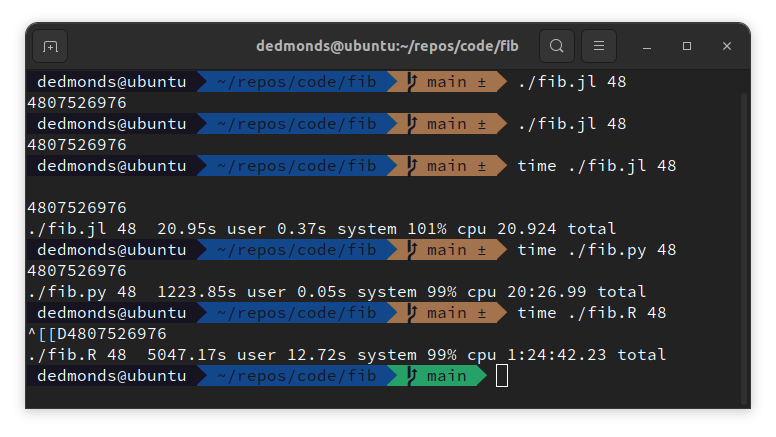 dedmonds@ubuntu:~/repos/code/fib
dedmonds@ubuntu ~/repos/code/fib main ± ./fib.jl 48
4807526976
dedmonds@ubuntu ~/repos/code/fib main ± ./fib.jl 48
4807526976
dedmonds@ubuntu ~/repos/code/fib main ± time ./fib.jl 48
4807526976
./fib.jl 48  20.95s user 0.37s system 101% cpu 20.924 total
dedmonds@ubuntu ~/repos/code/fib main ± time ./fib.py 48
4807526976
./fib.py 48  1223.85s user 0.05s system 99% cpu 20:26.99 total
dedmonds@ubuntu ~/repos/code/fib main ± time ./fib.R 48
^[[D4807526976
./fib.R 48  5047.17s user 12.72s system 99% cpu 1:24:42.23 total
dedmonds@ubuntu ~/repos/code/fib main